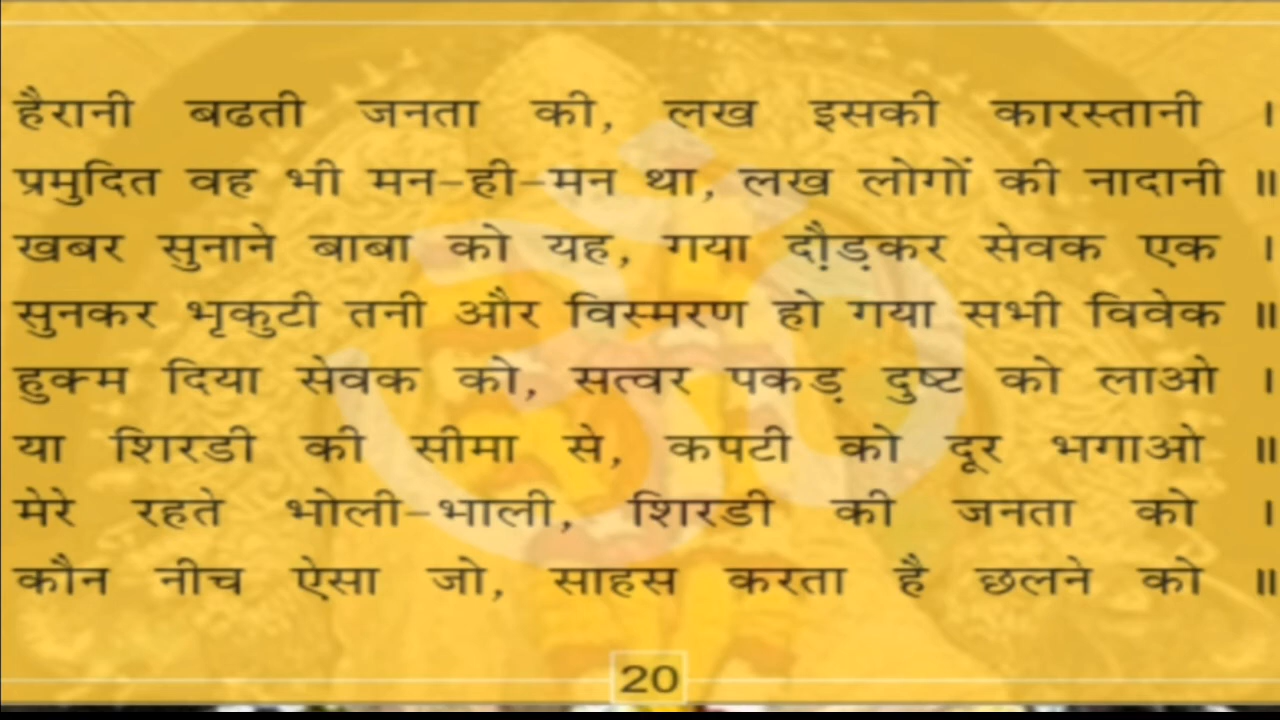 हैरानी बढती जनता की, लख इसकी कारस्तानी ।
प्रमुदित वह भी मन-ही-मन था, लख लोगों की नादानी ॥
खबर सुनाने बाबा को यह, गया दौ़ड़कर सेवक एक ।
सुनकर भृकुटी तनी और विस्मरण हो गया सभी विवेक ॥
हुक्म दिया सेवक को, सत्वर पकड़ दुष्ट को लाओ ।
या शिरडी की सीमा से, कपटी को दूर भगाओ ॥
मेरे रहते भोली-भाली, शिरडी की जनता को ।
कौन नीच ऐसा जो, साहस करता है छलने को ॥
20